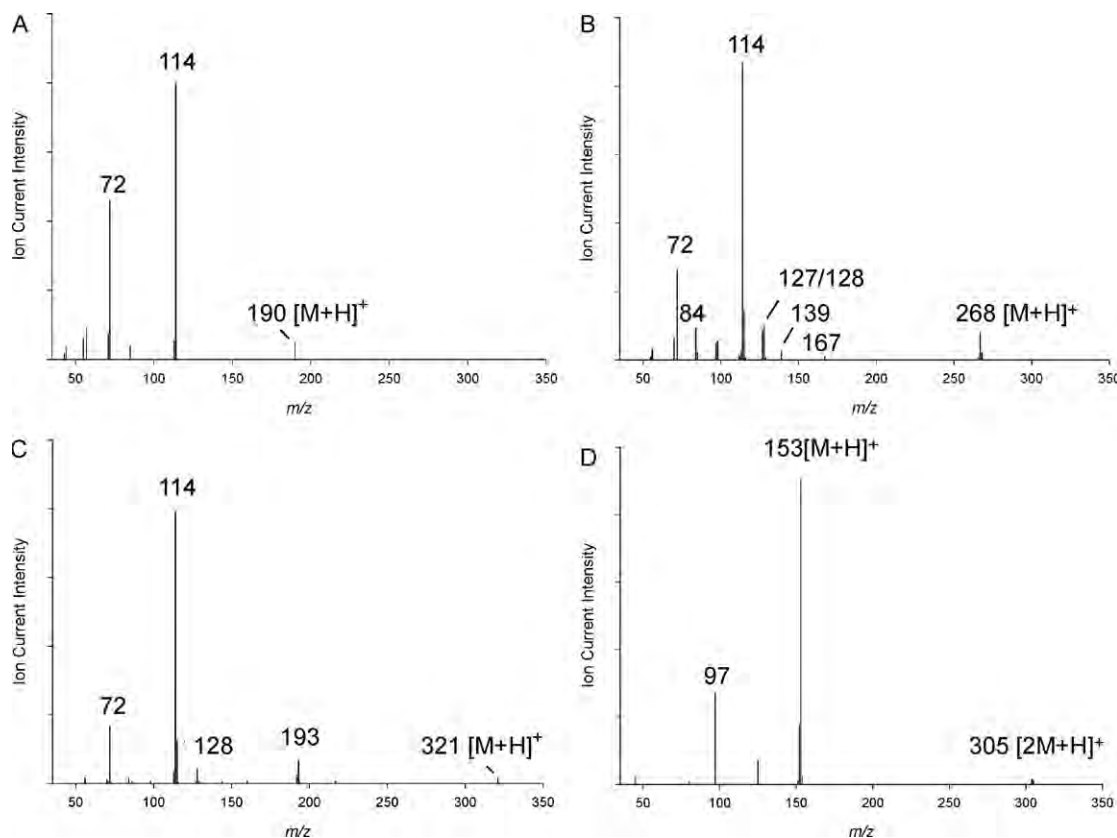 A
Ion Current Intensity
114
72
190 [M+H]+
50 100 150 200 250 300 350
m/z
B
Ion Current Intensity
114
72
127/128
84
139
167
268 [M+H]+
50 100 150 200 250 300 350
m/z
C
Ion Current Intensity
114
72
128
193
321 [M+H]+
50 100 150 200 250 300 350
m/z
D
Ion Current Intensity
153[M+H]+
97
305 [2M+H]+
50 100 150 200 250 300 350
m/z